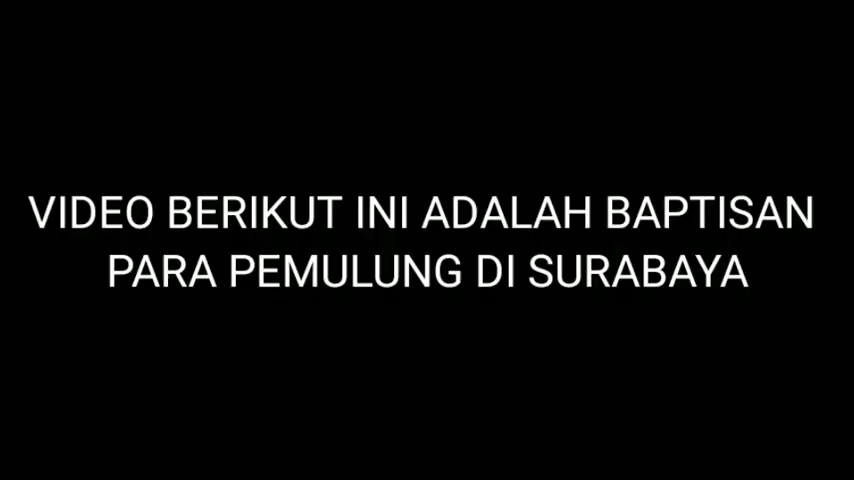 VIDEO BERIKUT INI ADALAH BAPTISAN
PARA PEMULUNG DI SURABAYA